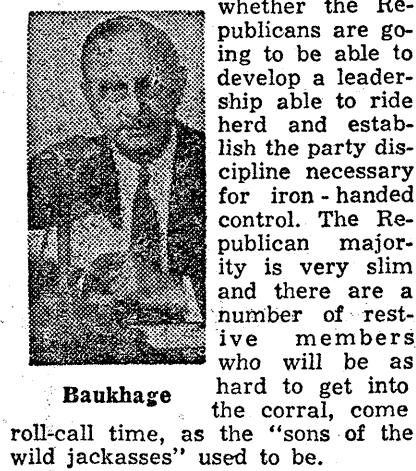 whether the Re-
publicans are go-
ing to be able to
develop a leader-
ship able to ride
herd and estab-
lish the party dis-
cipline necessary
for iron-handed
control. The Re-
publican major-
ity is very slim
and there are a
number of rest-
ive members
who will be as
hard to get into
the corral, come
roll-call time, as the "sons of the
wild jackasses" used to be.
Baukhage